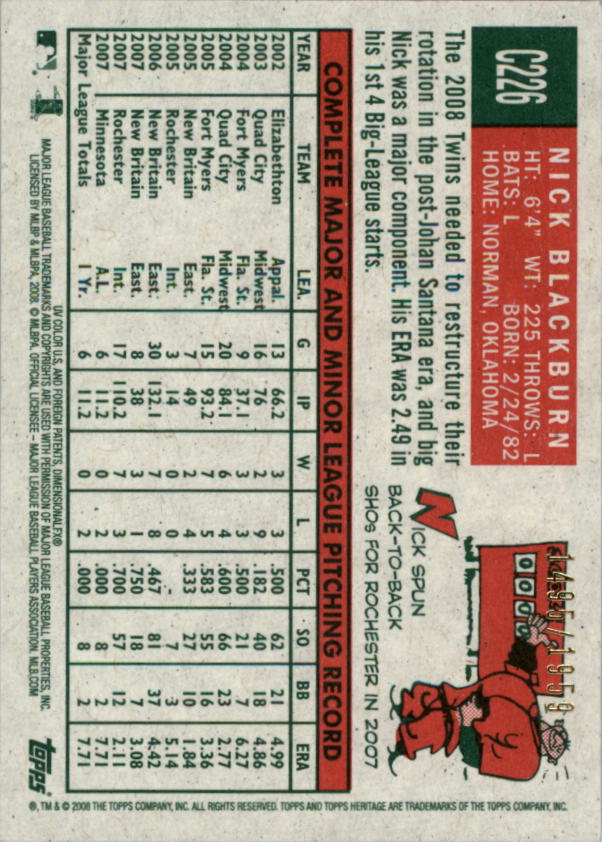 C226
NICK BLACKBURN
HT: 6'4" WT: 225 THROWS: L
BATS: L BORN: 2/24/82
HOME: NORMAN, OKLAHOMA
The 2008 Twins needed to restructure their
rotation in the post-Johan Santana era, and big
Nick was a major component. His ERA was 2.49 in
his 1st 4 Big-League starts.
1495/1959
0000
NICK SPUN
BACK-TO-BACK
SHOs FOR ROCHESTER IN 2007
COMPLETE MAJOR AND MINOR LEAGUE PITCHING RECORD
YEAR TEAM LEA. G IP W L PCT SO BB ERA
2002 Elizabethton Appal. 13 66.2 3 3 .500 62 21 4.99
2003 Quad City Midwest 16 76 2 9 .182 40 18 4.86
2004 Fort Myers Fla. St. 9 37.1 3 3 .500 21 7 6.27
2004 Quad City Midwest 20 84.1 6 4 .600 66 23 2.77
2005 Fort Myers Fla. St. 15 93.2 7 5 .583 55 16 3.36
2005 New Britain East. 7 49 2 4 .333 27 10 1.84
2005 Rochester Int. 3 14 0 0 - 7 3 5.14
2006 New Britain East. 30 132.1 7 8 .467 81 37 4.42
2007 New Britain East. 8 38 3 1 .750 18 7 3.08
2007 Rochester Int. 17 110.2 7 3 .700 57 12 2.11
2007 Minnesota A.L. 6 11.2 0 2 .000 8 2 7.71
Major League Totals 1 Yr. 6 11.2 0 2 .000 8 2 7.71
UV COLOR U.S. AND FOREIGN PATENTS, DIMENSIONALFX®
MAJOR LEAGUE BASEBALL TRADEMARKS AND COPYRIGHTS ARE USED WITH PERMISSION OF MAJOR LEAGUE BASEBALL PROPERTIES, INC.
LICENSED BY MLBP & MLBPA, 2008. © MLBPA, OFFICIAL LICENSEE – MAJOR LEAGUE BASEBALL PLAYERS ASSOCIATION. MLB.COM
topps
®, TM & © 2008 THE TOPPS COMPANY, INC. ALL RIGHTS RESERVED. TOPPS AND TOPPS HERITAGE ARE TRADEMARKS OF THE TOPPS COMPANY, INC.